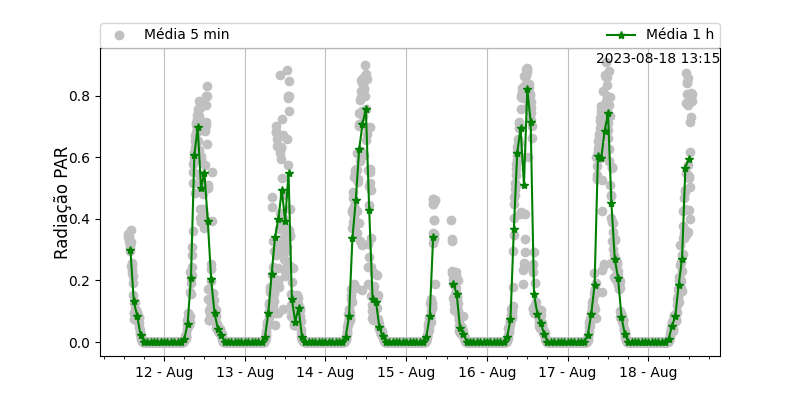 Média 5 min
Média 1 h
2023-08-18 13:15
Radiação PAR
0.8
0.6
0.4
0.2
0.0
12 - Aug
13 - Aug
14 - Aug
15 - Aug
16 - Aug
17 - Aug
18 - Aug